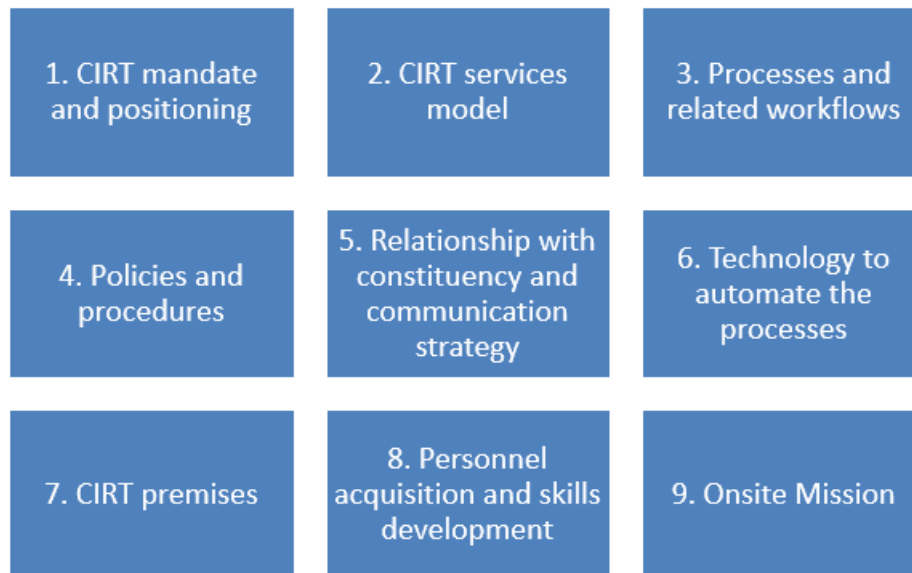 1. CIRT mandate
and positioning
2. CIRT services
model
3. Processes and
related workflows
4. Policies and
procedures
5. Relationship with
constituency and
communication
strategy
6. Technology to
automate the
processes
7. CIRT premises
8. Personnel
acquisition and skills
development
9. Onsite Mission